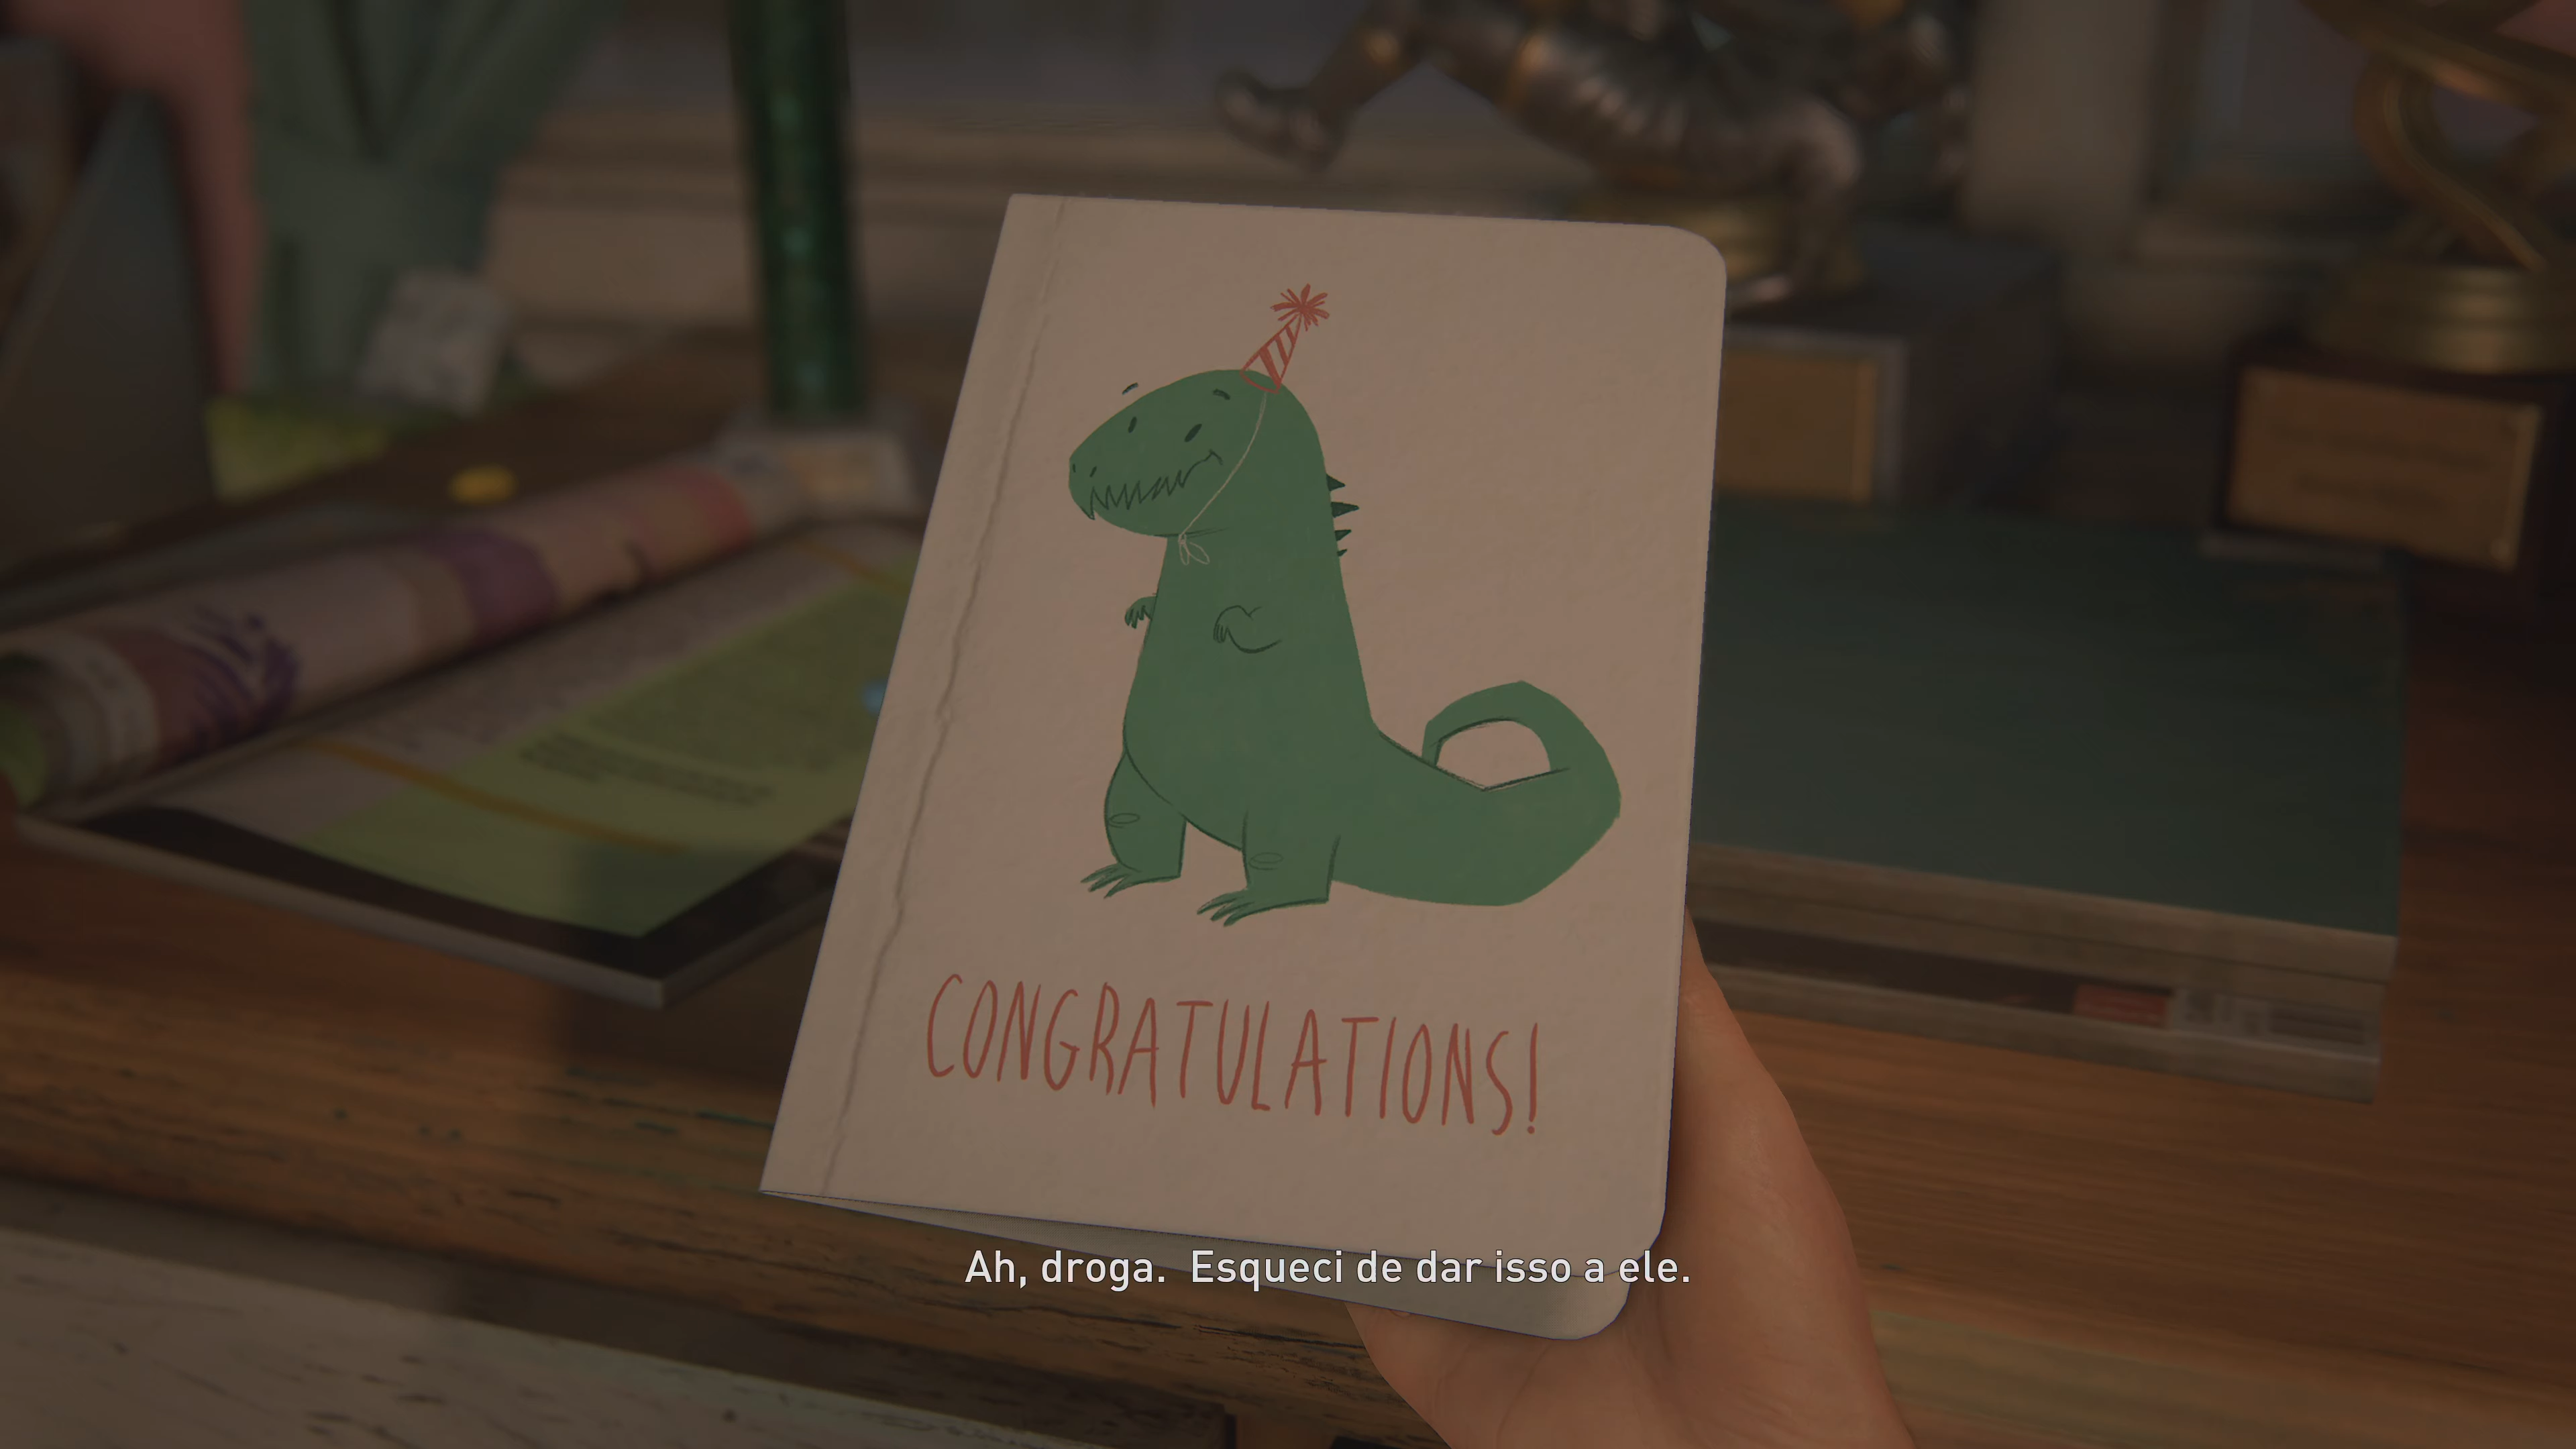 CONGRATULATIONS!
Ah, droga. Esqueci de dar isso a ele.